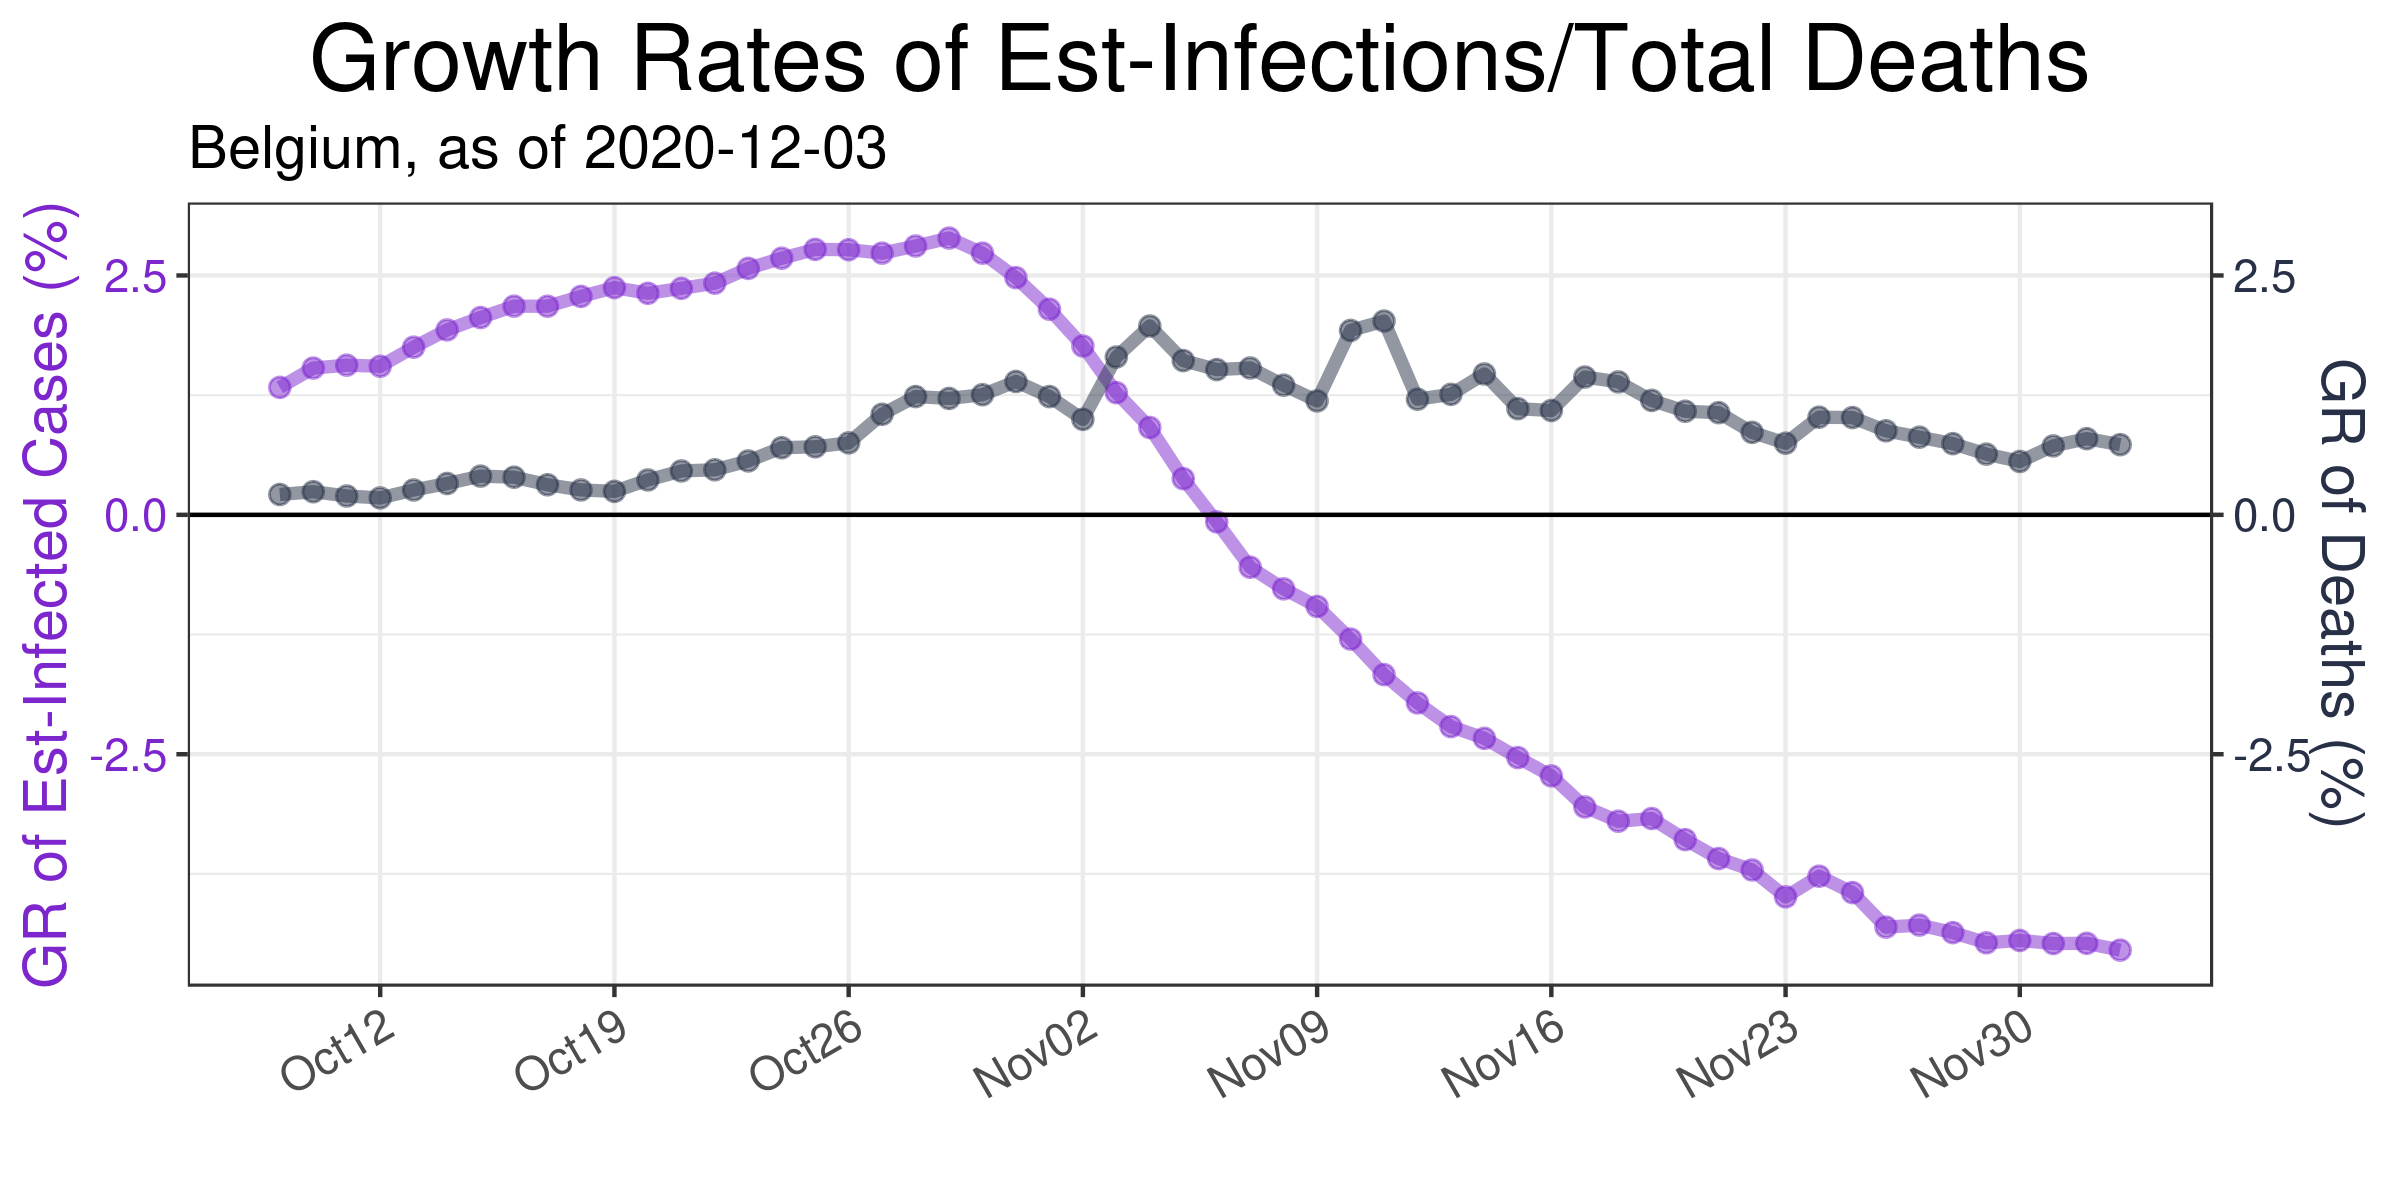 Growth Rates of Est-Infections/Total Deaths
Belgium, as of 2020-12-03
GR of Est-Infected Cases (%)
2.5
0.0
-2.5
2.5
0.0
-2.5
GR of Deaths (%)
Oct12
Oct19
Oct26
Nov02
Nov09
Nov16
Nov23
Nov30